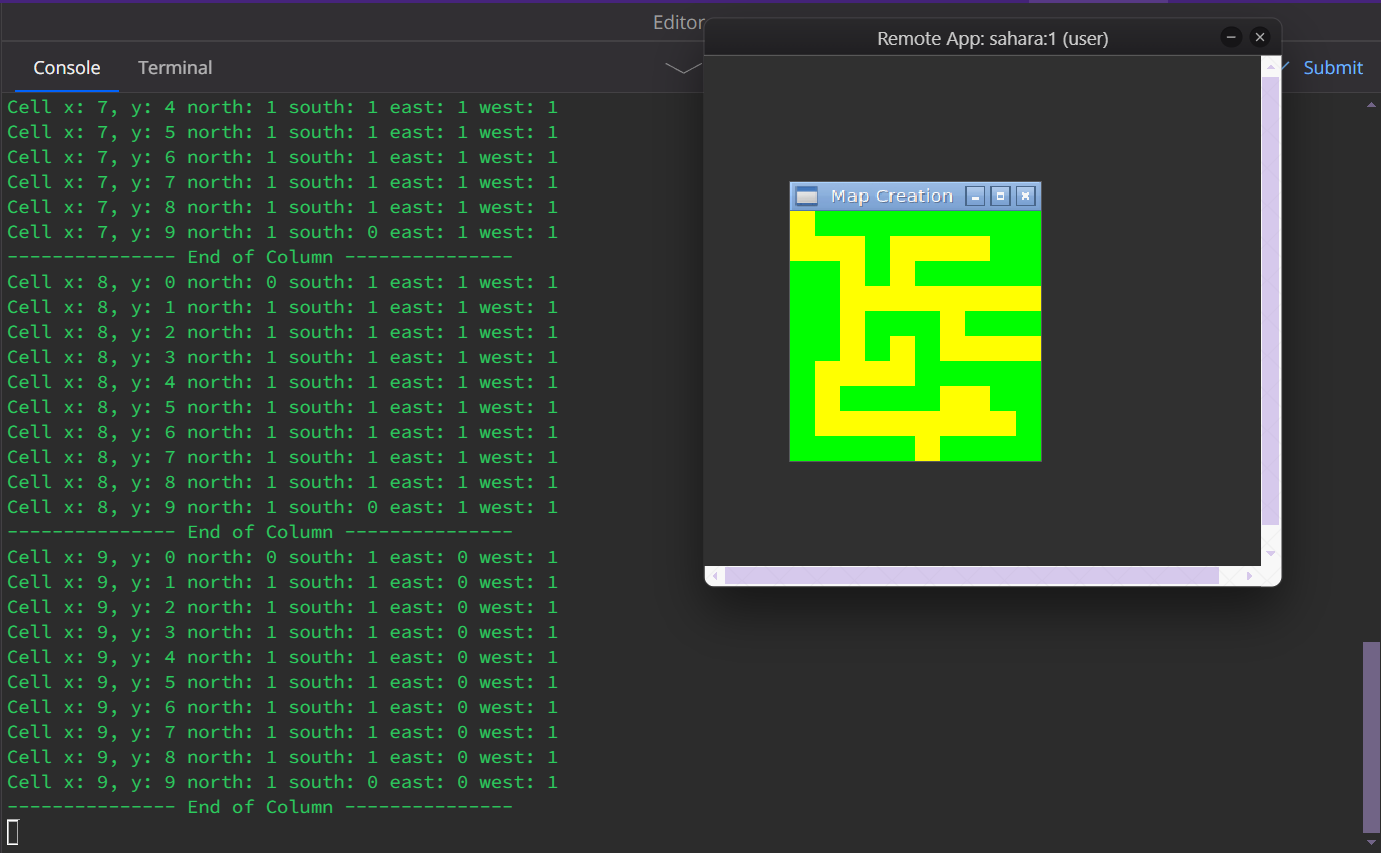 Editor
Remote App: sahara:1 (user)
Console
Terminal
Submit
Cell x: 7, y: 4 north: 1 south: 1 east: 1 west: 1
Cell x: 7, y: 5 north: 1 south: 1 east: 1 west: 1
Cell x: 7, y: 6 north: 1 south: 1 east: 1 west: 1
Cell x: 7, y: 7 north: 1 south: 1 east: 1 west: 1
Cell x: 7, y: 8 north: 1 south: 1 east: 1 west: 1
Cell x: 7, y: 9 north: 1 south: 0 east: 1 west: 1
--------------- End of Column ---------------
Cell x: 8, y: 0 north: 0 south: 1 east: 1 west: 1
Cell x: 8, y: 1 north: 1 south: 1 east: 1 west: 1
Cell x: 8, y: 2 north: 1 south: 1 east: 1 west: 1
Cell x: 8, y: 3 north: 1 south: 1 east: 1 west: 1
Cell x: 8, y: 4 north: 1 south: 1 east: 1 west: 1
Cell x: 8, y: 5 north: 1 south: 1 east: 1 west: 1
Cell x: 8, y: 6 north: 1 south: 1 east: 1 west: 1
Cell x: 8, y: 7 north: 1 south: 1 east: 1 west: 1
Cell x: 8, y: 8 north: 1 south: 1 east: 1 west: 1
Cell x: 8, y: 9 north: 1 south: 0 east: 1 west: 1
--------------- End of Column ---------------
Cell x: 9, y: 0 north: 0 south: 1 east: 0 west: 1
Cell x: 9, y: 1 north: 1 south: 1 east: 0 west: 1
Cell x: 9, y: 2 north: 1 south: 1 east: 0 west: 1
Cell x: 9, y: 3 north: 1 south: 1 east: 0 west: 1
Cell x: 9, y: 4 north: 1 south: 1 east: 0 west: 1
Cell x: 9, y: 5 north: 1 south: 1 east: 0 west: 1
Cell x: 9, y: 6 north: 1 south: 1 east: 0 west: 1
Cell x: 9, y: 7 north: 1 south: 1 east: 0 west: 1
Cell x: 9, y: 8 north: 1 south: 1 east: 0 west: 1
Cell x: 9, y: 9 north: 1 south: 0 east: 0 west: 1
--------------- End of Column ---------------
Map Creation